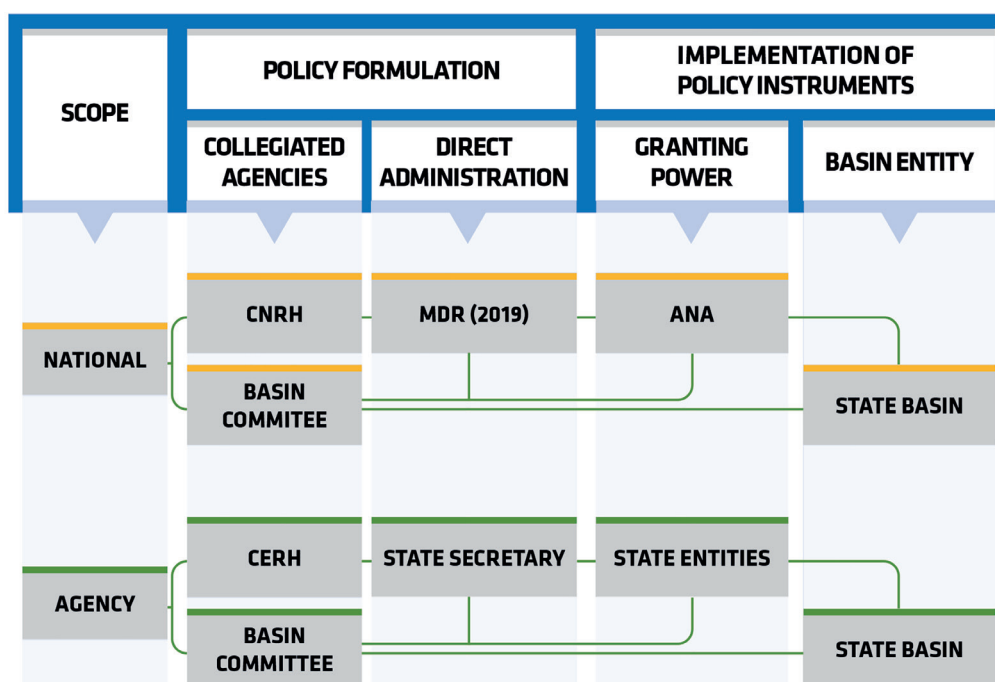 SCOPE
POLICY FORMULATION
IMPLEMENTATION OF
POLICY INSTRUMENTS
COLLEGIATED
AGENCIES
DIRECT
ADMINISTRATION
GRANTING
POWER
BASIN ENTITY
NATIONAL
CNRH
MDR (2019)
ANA
BASIN
COMMITEE
STATE BASIN
AGENCY
CERH
STATE SECRETARY
STATE ENTITIES
BASIN
COMMITTEE
STATE BASIN